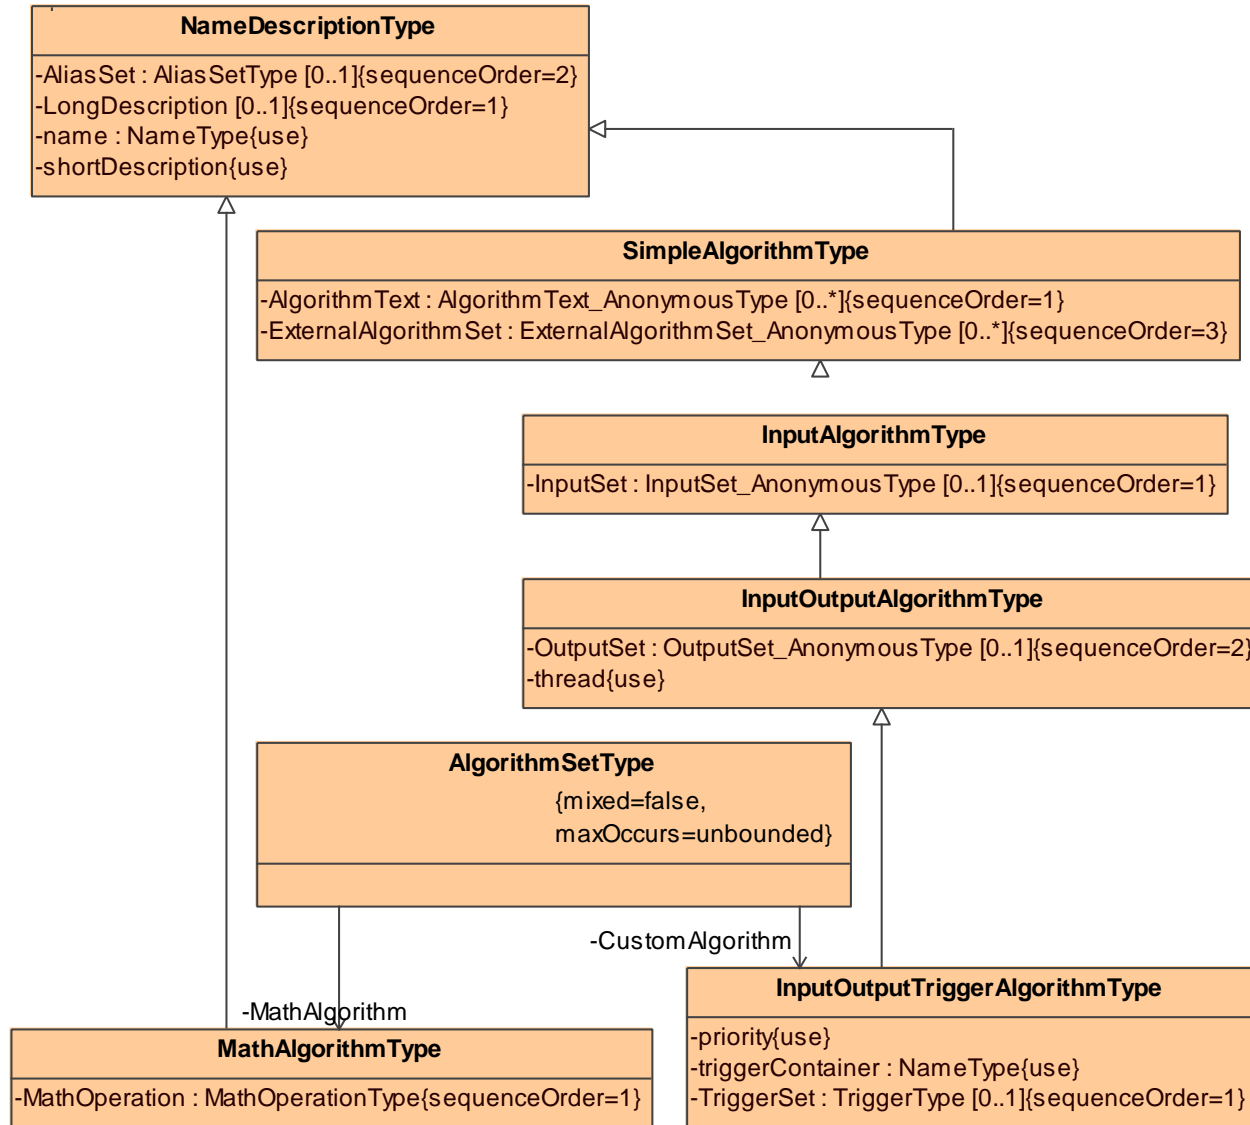 NameDescriptionType
-AliasSet : AliasSetType [0..1]{sequenceOrder=2}
-LongDescription [0..1]{sequenceOrder=1}
-name : NameType{use}
-shortDescription{use}
SimpleAlgorithmType
-AlgorithmText : AlgorithmText_AnonymousType [0..*]{sequenceOrder=1}
-ExternalAlgorithmSet : ExternalAlgorithmSet_AnonymousType [0..*]{sequenceOrder=3}
InputAlgorithmType
-InputSet : InputSet_AnonymousType [0..1]{sequenceOrder=1}
InputOutputAlgorithmType
-OutputSet : OutputSet_AnonymousType [0..1]{sequenceOrder=2}
-thread{use}
AlgorithmSetType
{mixed=false,
maxOccurs=unbounded}
-CustomAlgorithm
-MathAlgorithm
InputOutputTriggerAlgorithmType
-priority{use}
-triggerContainer : NameType{use}
-TriggerSet : TriggerType [0..1]{sequenceOrder=1}
MathAlgorithmType
-MathOperation : MathOperationType{sequenceOrder=1}